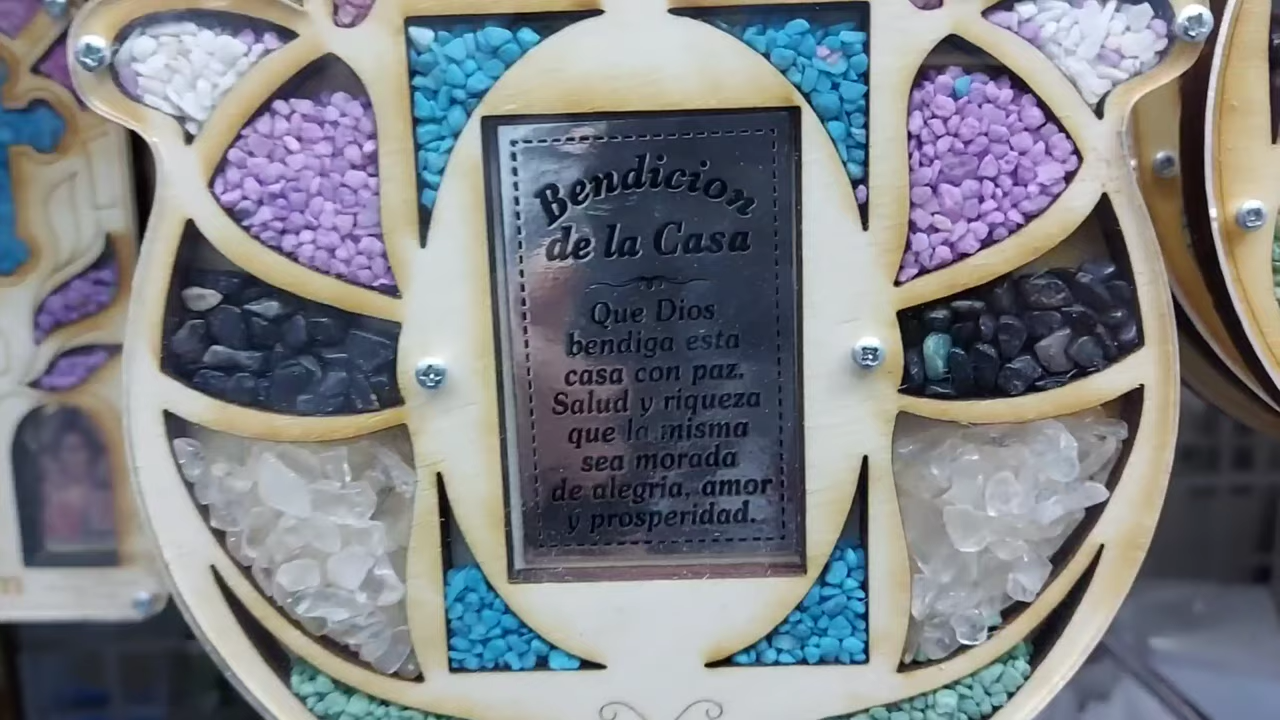 Bendicion
de la Casa
Que Dios
bendiga esta
casa con paz.
Salud y riqueza
que la misma
sea morada
de alegria, amor
y prosperidad.